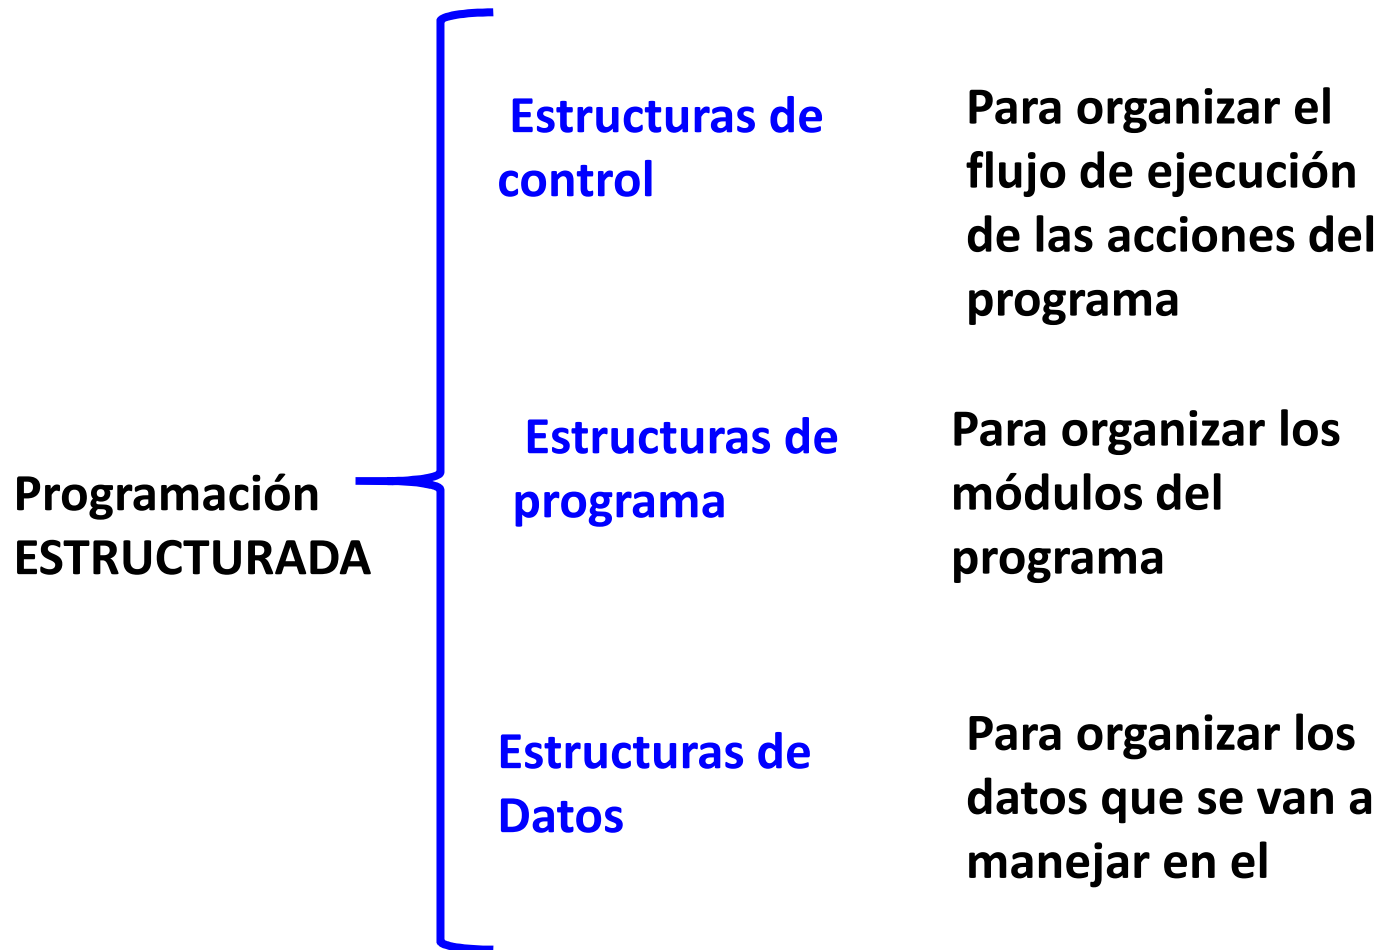 Programación
ESTRUCTURADA
Estructuras de
control
Para organizar el
flujo de ejecución
de las acciones del
programa
Estructuras de
programa
Para organizar los
módulos del
programa
Estructuras de
Datos
Para organizar los
datos que se van a
manejar en el